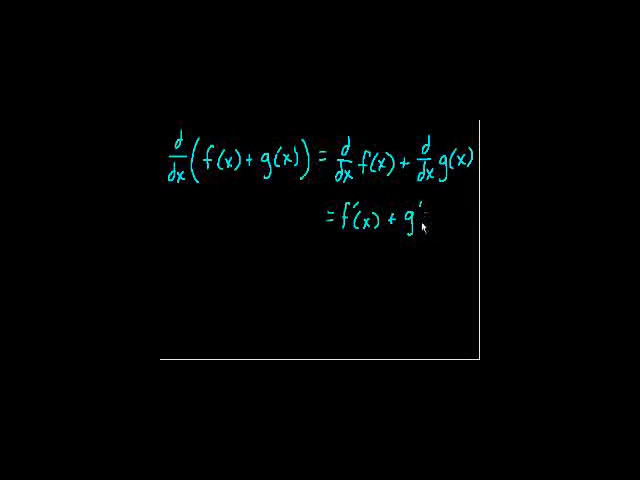 d/dx (f(x) + g(x)) = d/dx f(x) + d/dx g(x)
= f'(x) + g'